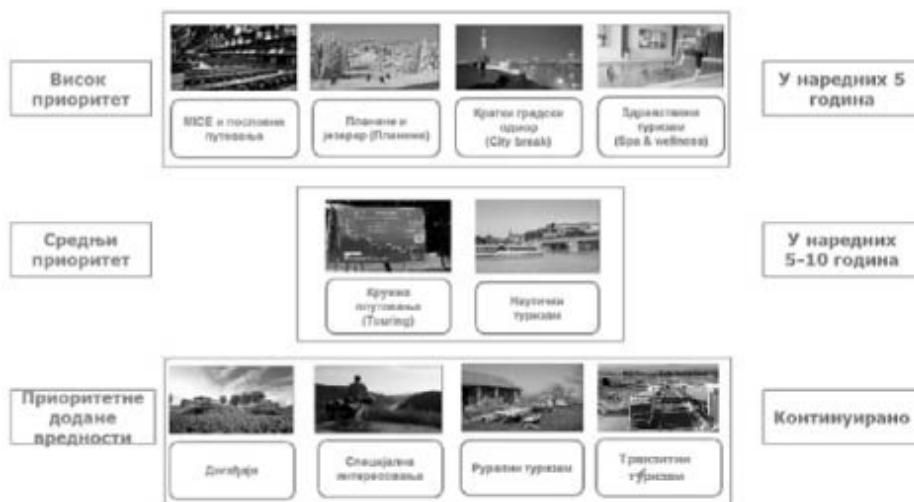 Висок
приоритет
MICE и пословна
путовања
Планине и
језера (Планине)
Кратки градски
одмор
(City break)
Здравствени
туризам
(Spa & wellness)
У наредних 5
година
Средњи
приоритет
Кружна
путовања
(Touring)
Наутички
туризам
У наредних
5-10 година
Приоритетне
додане
вредности
Догађаји
Специјална
интересовања
Рурални туризам
Транзитни
туризам
Континуирано